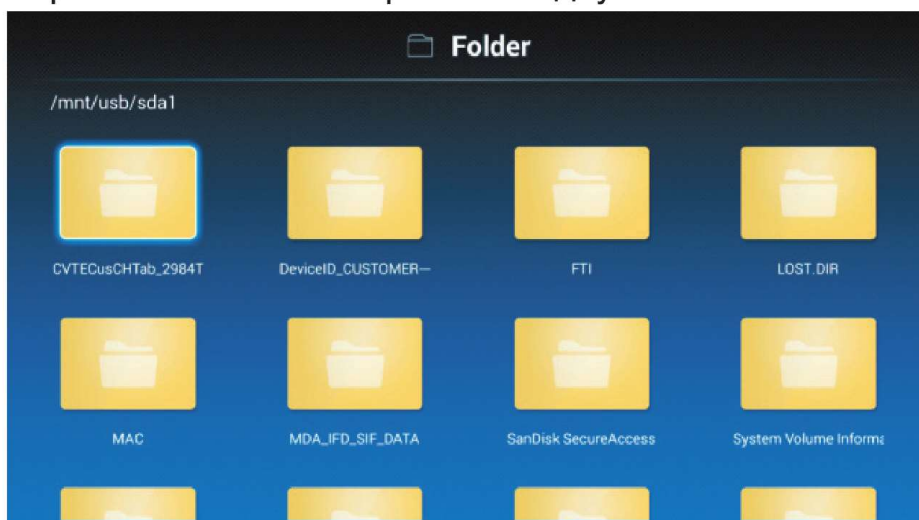 Folder
/mnt/usb/sda1
CVTECusCHTab_2984T
DeviceID_CUSTOMER—
FTI
LOST.DIR
MAC
MDA_IFD_SIF_DATA
SanDisk SecureAccess
System Volume Informa